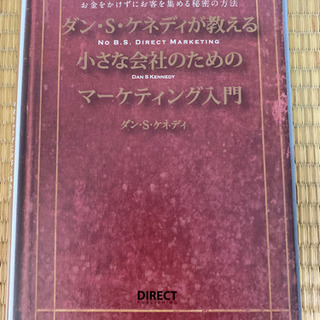 お金をかけずにお客を集める秘密の方法
ダン・S・ケネディが教える
NO B.S. DIRECT MARKETING
小さな会社のための
DAN S KENNEDY
マーケティング入門
ダン・S・ケネディ
DIRECT
PUBLISHING